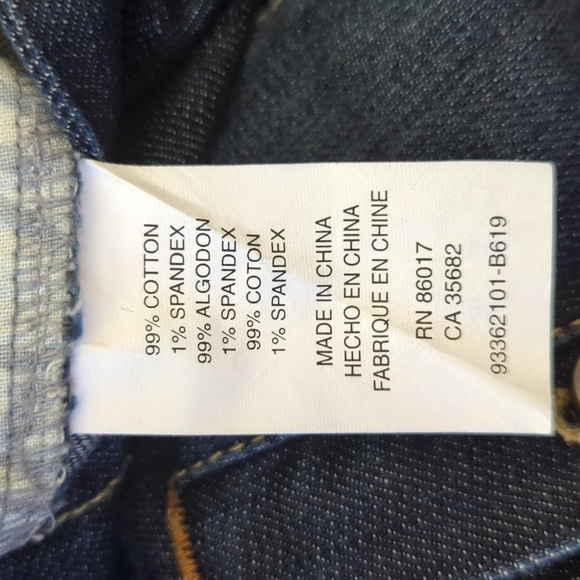 99% COTTON
1% SPANDEX
99% ALGODON
1% SPANDEX
99% COTON
1% SPANDEX
MADE IN CHINA
HECHO EN CHINA
FABRIQUE EN CHINE
RN 86017
CA 35682
93362101-B619